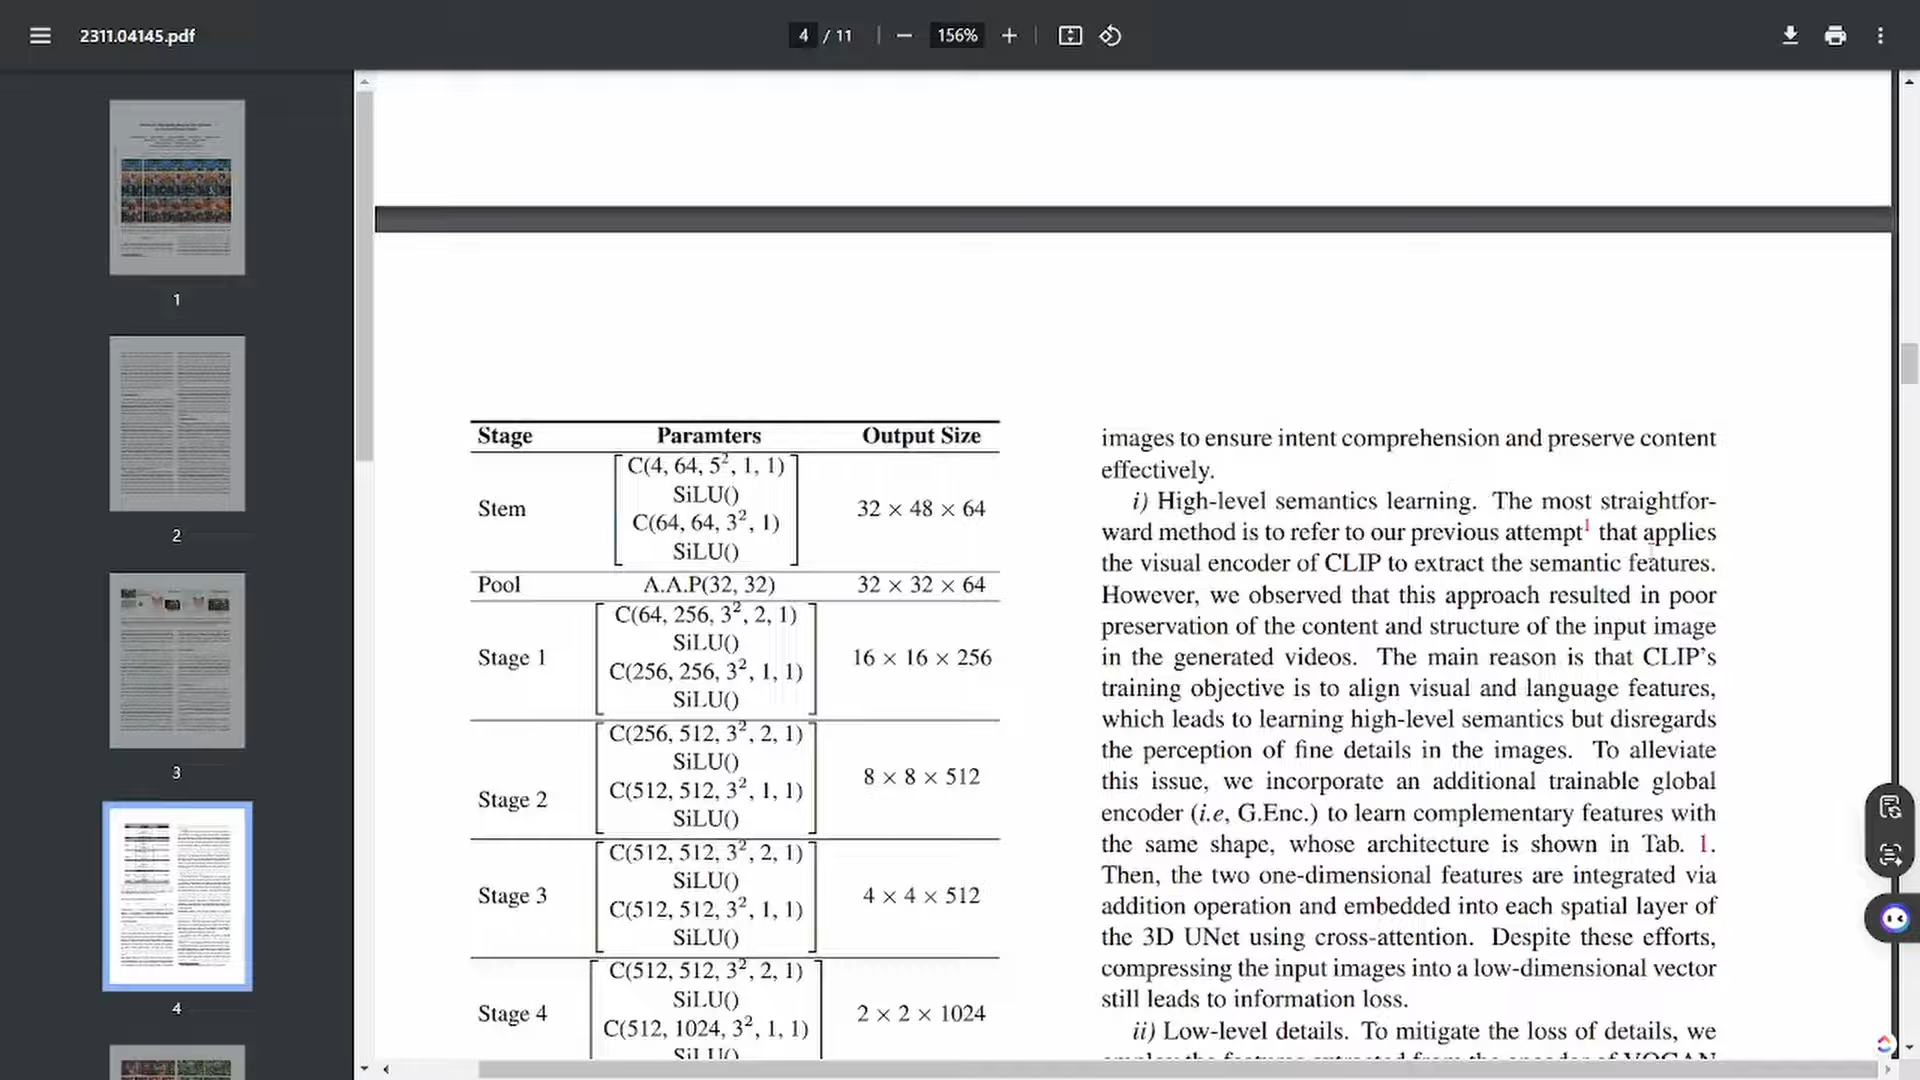 2311.04145.pdf
4 / 11
156%
1
2
3
4
Stage Paramters Output Size
Stem
C(4, 64, 5², 1, 1)
SiLU()
C(64, 64, 3², 1)
SiLU()
32 × 48 × 64
Pool A.A.P(32, 32) 32 × 32 × 64
Stage 1
C(64, 256, 3², 2, 1)
SiLU()
C(256, 256, 3², 1, 1)
SiLU()
16 × 16 × 256
Stage 2
C(256, 512, 3², 2, 1)
SiLU()
C(512, 512, 3², 1, 1)
SiLU()
8 × 8 × 512
Stage 3
C(512, 512, 3², 2, 1)
SiLU()
C(512, 512, 3², 1, 1)
SiLU()
4 × 4 × 512
Stage 4
C(512, 512, 3², 2, 1)
SiLU()
C(512, 1024, 3², 1, 1)
SiLU()
2 × 2 × 1024
images to ensure intent comprehension and preserve content
effectively.
i) High-level semantics learning. The most straightfor-
ward method is to refer to our previous attempt¹ that applies
the visual encoder of CLIP to extract the semantic features.
However, we observed that this approach resulted in poor
preservation of the content and structure of the input image
in the generated videos. The main reason is that CLIP's
training objective is to align visual and language features,
which leads to learning high-level semantics but disregards
the perception of fine details in the images. To alleviate
this issue, we incorporate an additional trainable global
encoder (i.e, G.Enc.) to learn complementary features with
the same shape, whose architecture is shown in Tab. 1.
Then, the two one-dimensional features are integrated via
addition operation and embedded into each spatial layer of
the 3D UNet using cross-attention. Despite these efforts,
compressing the input images into a low-dimensional vector
still leads to information loss.
ii) Low-level details. To mitigate the loss of details, we
employ the features extracted from the encoder of VQGAN